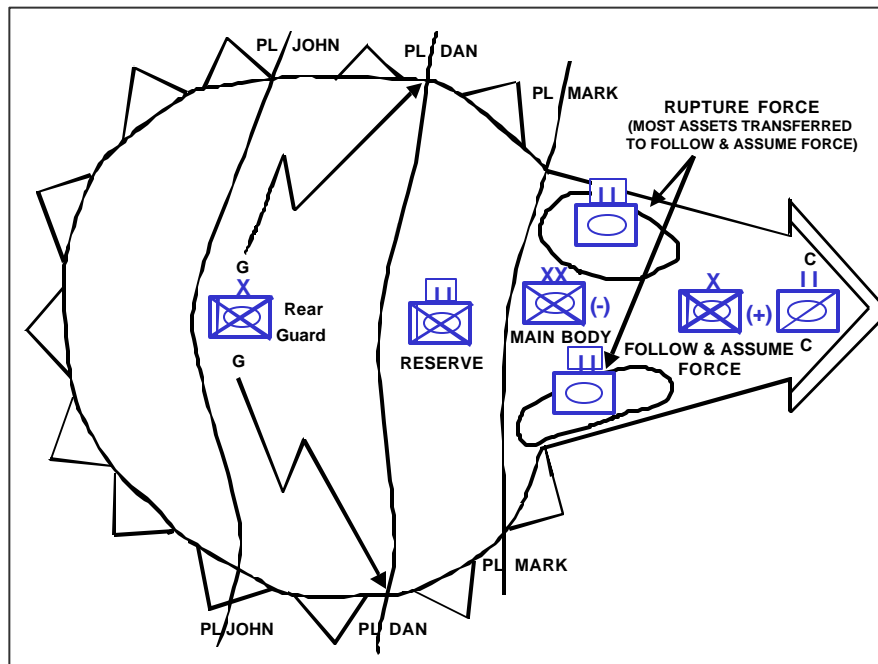 PL JOHN
PL DAN
PL MARK
RUPTURE FORCE
(MOST ASSETS TRANSFERRED
TO FOLLOW & ASSUME FORCE)
G
X
Rear
Guard
G
II
RESERVE
XX
(-)
MAIN BODY
II
II
X
(+)
C
II
C
FOLLOW & ASSUME
FORCE
PL MARK
PL JOHN
PL DAN